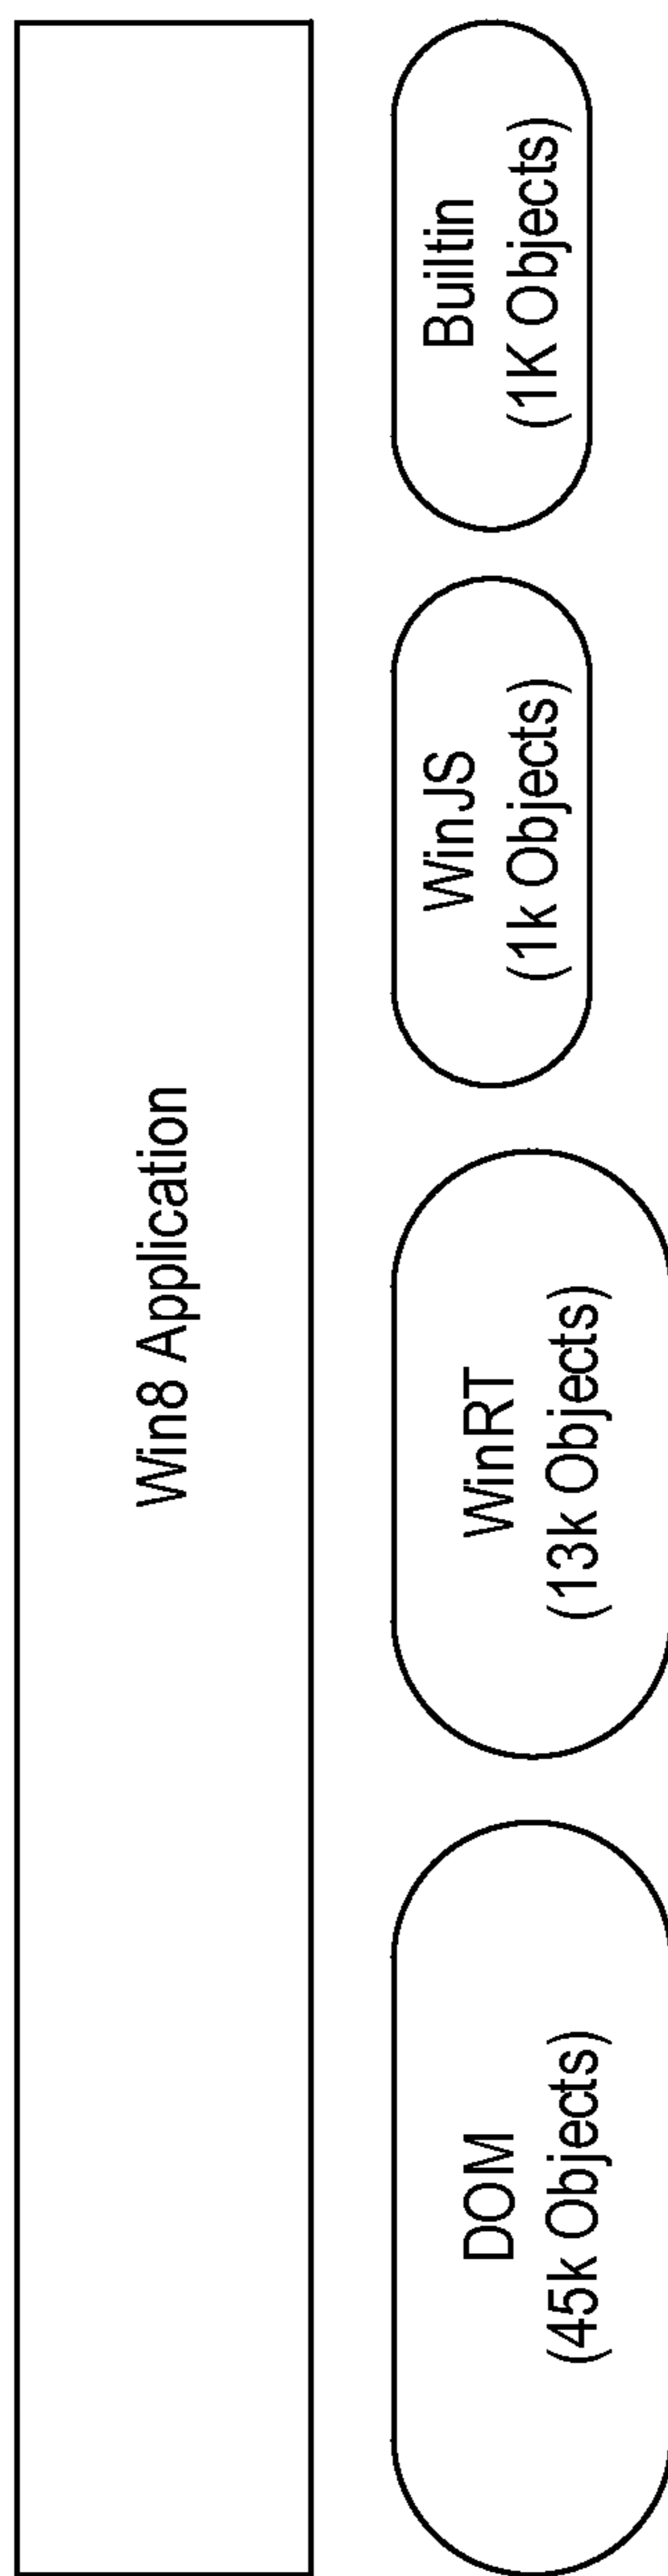 Win8 Application
DOM
(45k Objects)
WinRT
(13k Objects)
WinJS
(1k Objects)
Builtin
(1K Objects)